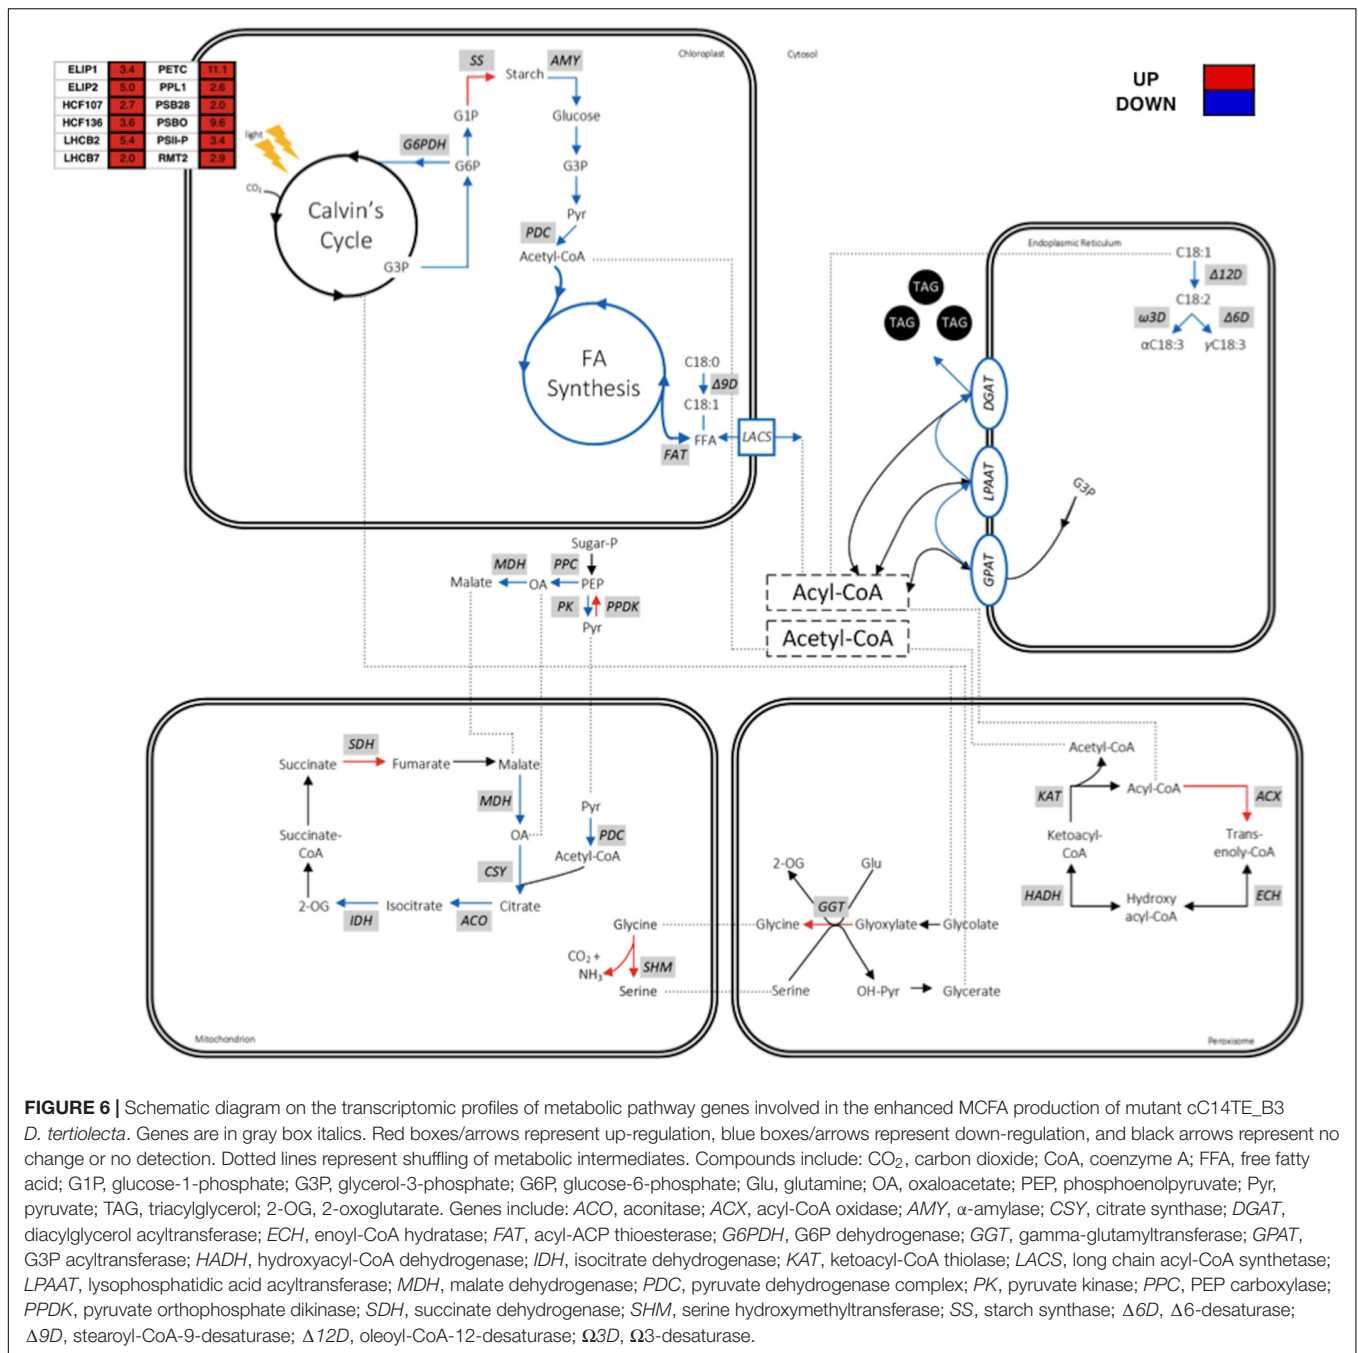 ELIP1 3.4 PETC 11.1
ELIP2 5.0 PPL1 2.6
HCF107 2.7 PSB28 2.0
HCF136 3.6 PSBO 9.6
LHCB2 5.4 PSII-P 3.4
LHCB7 2.0 RMT2 2.9
Chloroplast
Cytosol
UP
DOWN
light
CO₂
Calvin's
Cycle
G3P
G6PDH
G6P
G1P
SS
Starch
AMY
Glucose
G3P
Pyr
PDC
Acetyl-CoA
FA
Synthesis
C18:0
Δ9D
C18:1
FFA
FAT
LACS
Endoplasmic Reticulum
C18:1
Δ12D
C18:2
ω3D
Δ6D
αC18:3
γC18:3
TAG
TAG
TAG
DGAT
LPAAT
GPAT
G3P
Acyl-CoA
Acetyl-CoA
Sugar-P
MDH
PPC
Malate
OA
PEP
PK
PPDK
Pyr
SDH
Succinate
Fumarate
Malate
MDH
Succinate-
CoA
OA
Pyr
PDC
Acetyl-CoA
CSY
2-OG
Isocitrate
Citrate
IDH
ACO
Glycine
CO₂ +
NH₃
SHM
Serine
Mitochondrion
Acetyl-CoA
KAT
Acyl-CoA
ACX
Ketoacyl-
CoA
Trans-
enoly-CoA
HADH
Hydroxy
acyl-CoA
ECH
2-OG
Glu
GGT
Glycine
Glyoxylate
Glycolate
Serine
OH-Pyr
Glycerate
Peroxisome
FIGURE 6 | Schematic diagram on the transcriptomic profiles of metabolic pathway genes involved in the enhanced MCFA production of mutant cC14TE_B3
D. tertiolecta. Genes are in gray box italics. Red boxes/arrows represent up-regulation, blue boxes/arrows represent down-regulation, and black arrows represent no
change or no detection. Dotted lines represent shuffling of metabolic intermediates. Compounds include: CO₂, carbon dioxide; CoA, coenzyme A; FFA, free fatty
acid; G1P, glucose-1-phosphate; G3P, glycerol-3-phosphate; G6P, glucose-6-phosphate; Glu, glutamine; OA, oxaloacetate; PEP, phosphoenolpyruvate; Pyr,
pyruvate; TAG, triacylglycerol; 2-OG, 2-oxoglutarate. Genes include: ACO, aconitase; ACX, acyl-CoA oxidase; AMY, α-amylase; CSY, citrate synthase; DGAT,
diacylglycerol acyltransferase; ECH, enoyl-CoA hydratase; FAT, acyl-ACP thioesterase; G6PDH, G6P dehydrogenase; GGT, gamma-glutamyltransferase; GPAT,
G3P acyltransferase; HADH, hydroxyacyl-CoA dehydrogenase; IDH, isocitrate dehydrogenase; KAT, ketoacyl-CoA thiolase; LACS, long chain acyl-CoA synthetase;
LPAAT, lysophosphatidic acid acyltransferase; MDH, malate dehydrogenase; PDC, pyruvate dehydrogenase complex; PK, pyruvate kinase; PPC, PEP carboxylase;
PPDK, pyruvate orthophosphate dikinase; SDH, succinate dehydrogenase; SHM, serine hydroxymethyltransferase; SS, starch synthase; Δ6D, Δ6-desaturase;
Δ9D, stearoyl-CoA-9-desaturase; Δ12D, oleoyl-CoA-12-desaturase; Ω3D, Ω3-desaturase.